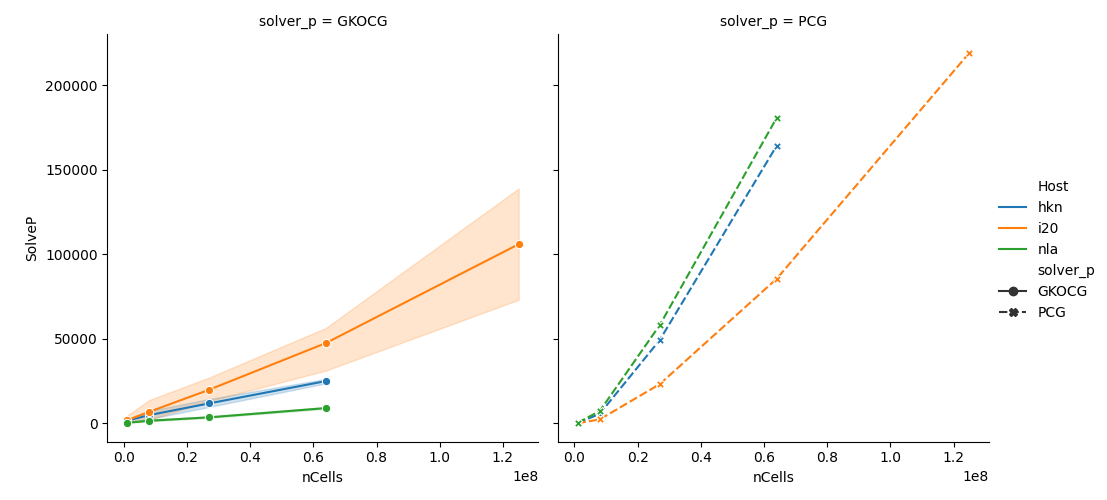 solver_p = GKOCG
solver_p = PCG
SolveP
200000
150000
100000
50000
0
0.0 0.2 0.4 0.6 0.8 1.0 1.2
1e8
nCells
0.0 0.2 0.4 0.6 0.8 1.0 1.2
1e8
nCells
Host
hkn
i20
nla
solver_p
GKOCG
PCG